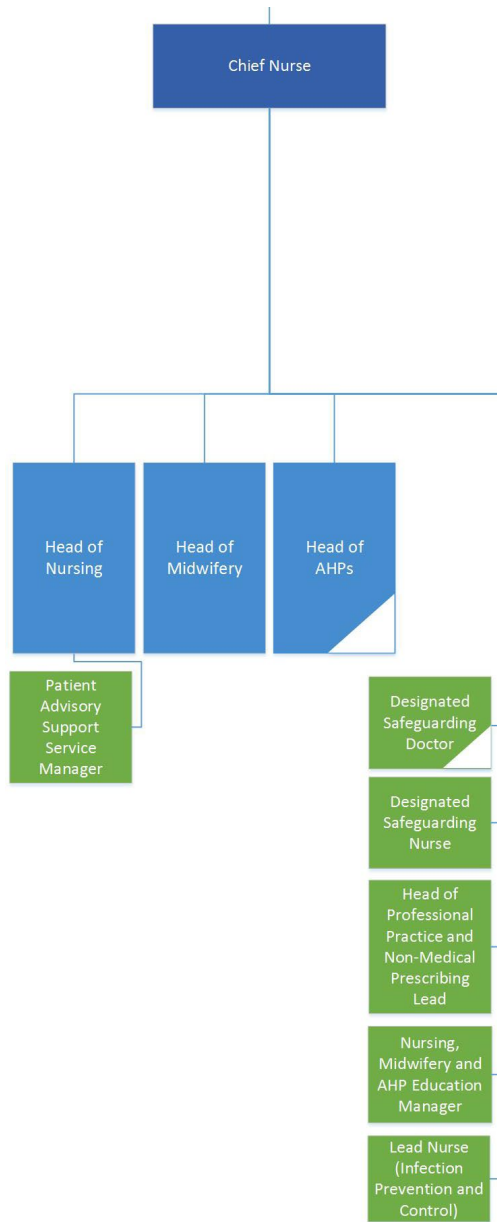 Chief Nurse
Head of
Nursing
Head of
Midwifery
Head of
AHPs
Patient
Advisory
Support
Service
Manager
Designated
Safeguarding
Doctor
Designated
Safeguarding
Nurse
Head of
Professional
Practice and
Non-Medical
Prescribing
Lead
Nursing,
Midwifery and
AHP Education
Manager
Lead Nurse
(Infection
Prevention and
Control)